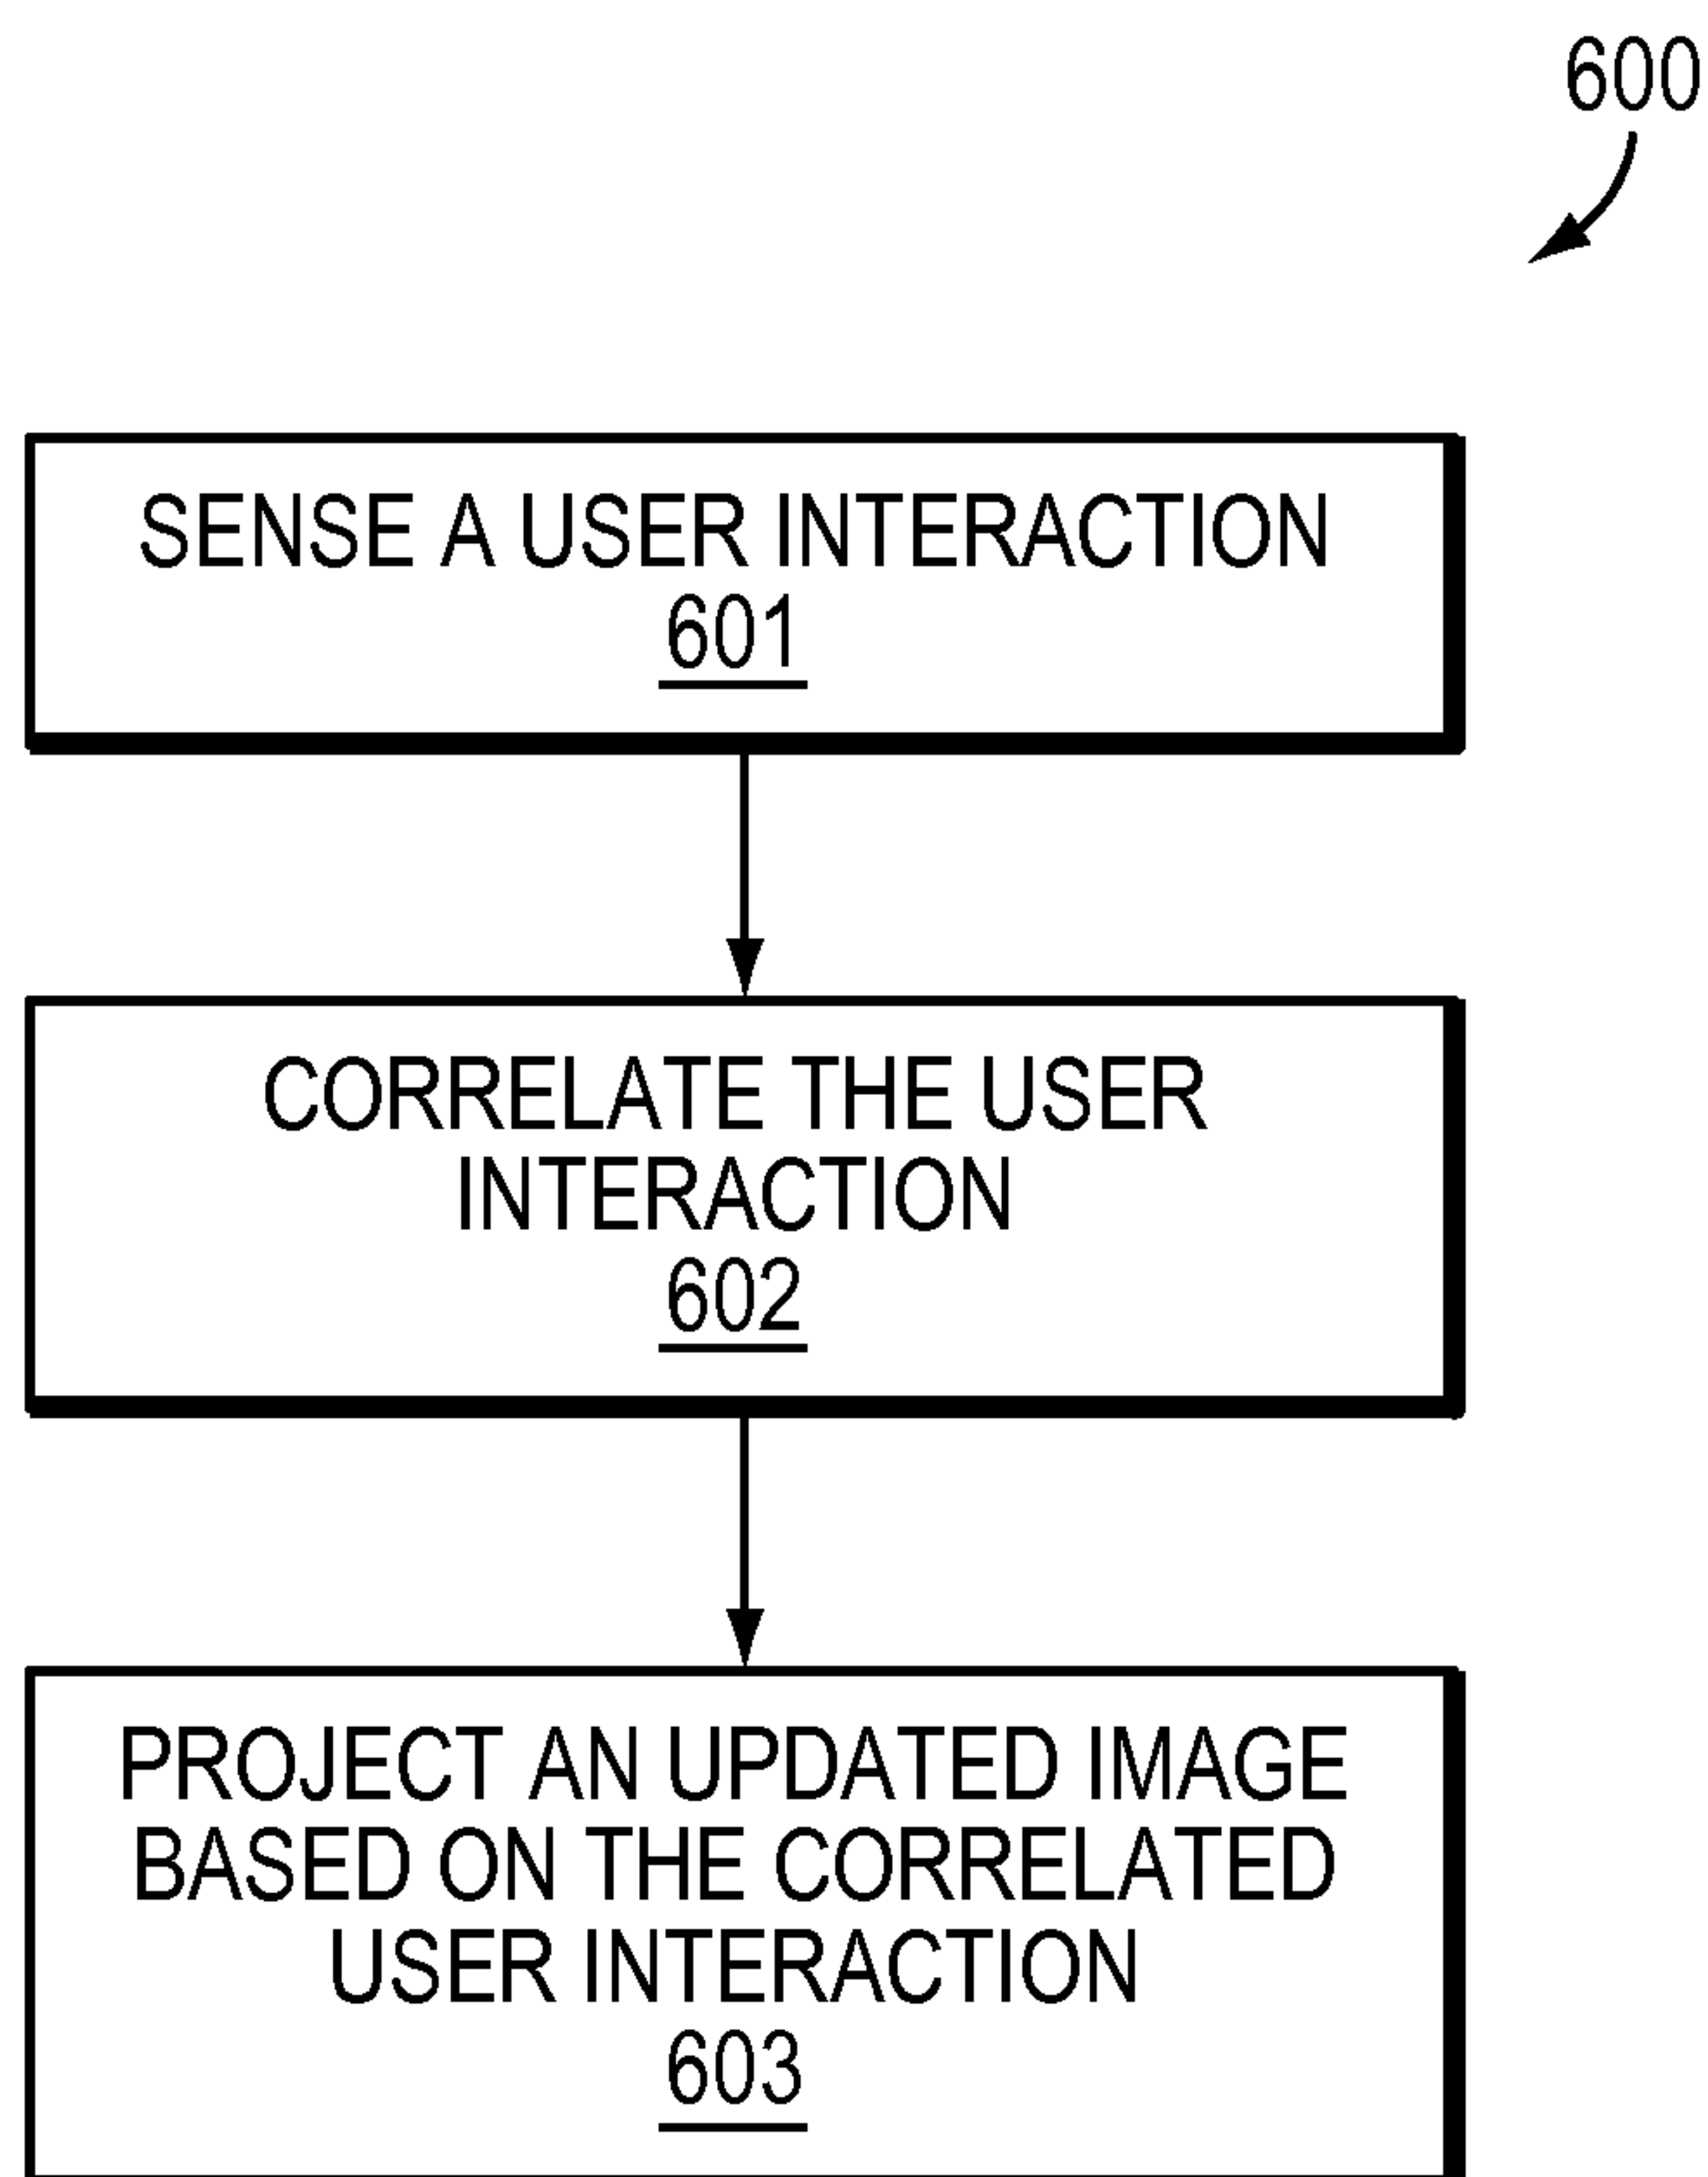 600
SENSE A USER INTERACTION
601
CORRELATE THE USER
INTERACTION
602
PROJECT AN UPDATED IMAGE
BASED ON THE CORRELATED
USER INTERACTION
603